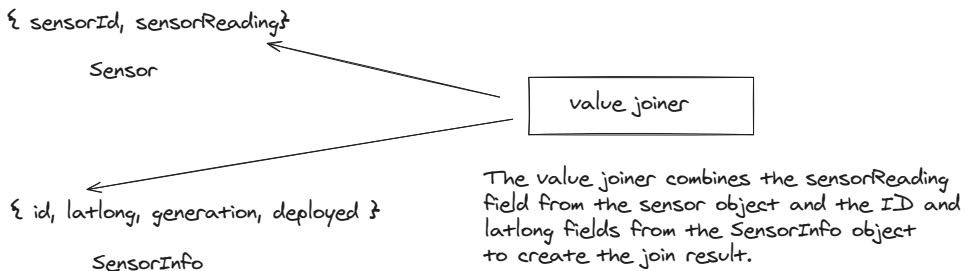 { sensorId, sensorReading}
Sensor
value joiner
{ id, latlong, generation, deployed }
SensorInfo
The value joiner combines the sensorReading
field from the sensor object and the ID and
latlong fields from the SensorInfo object
to create the join result.